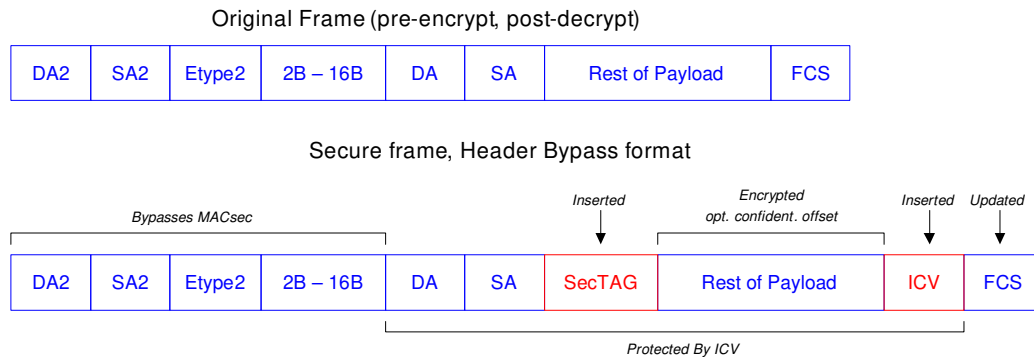 Original Frame (pre-encrypt, post-decrypt)
DA2 SA2 Etype2 2B – 16B DA SA Rest of Payload FCS
Secure frame, Header Bypass format
Bypasses MACsec Inserted Encrypted Inserted Updated
opt. confident. offset
DA2 SA2 Etype2 2B – 16B DA SA SecTAG Rest of Payload ICV FCS
Protected By ICV